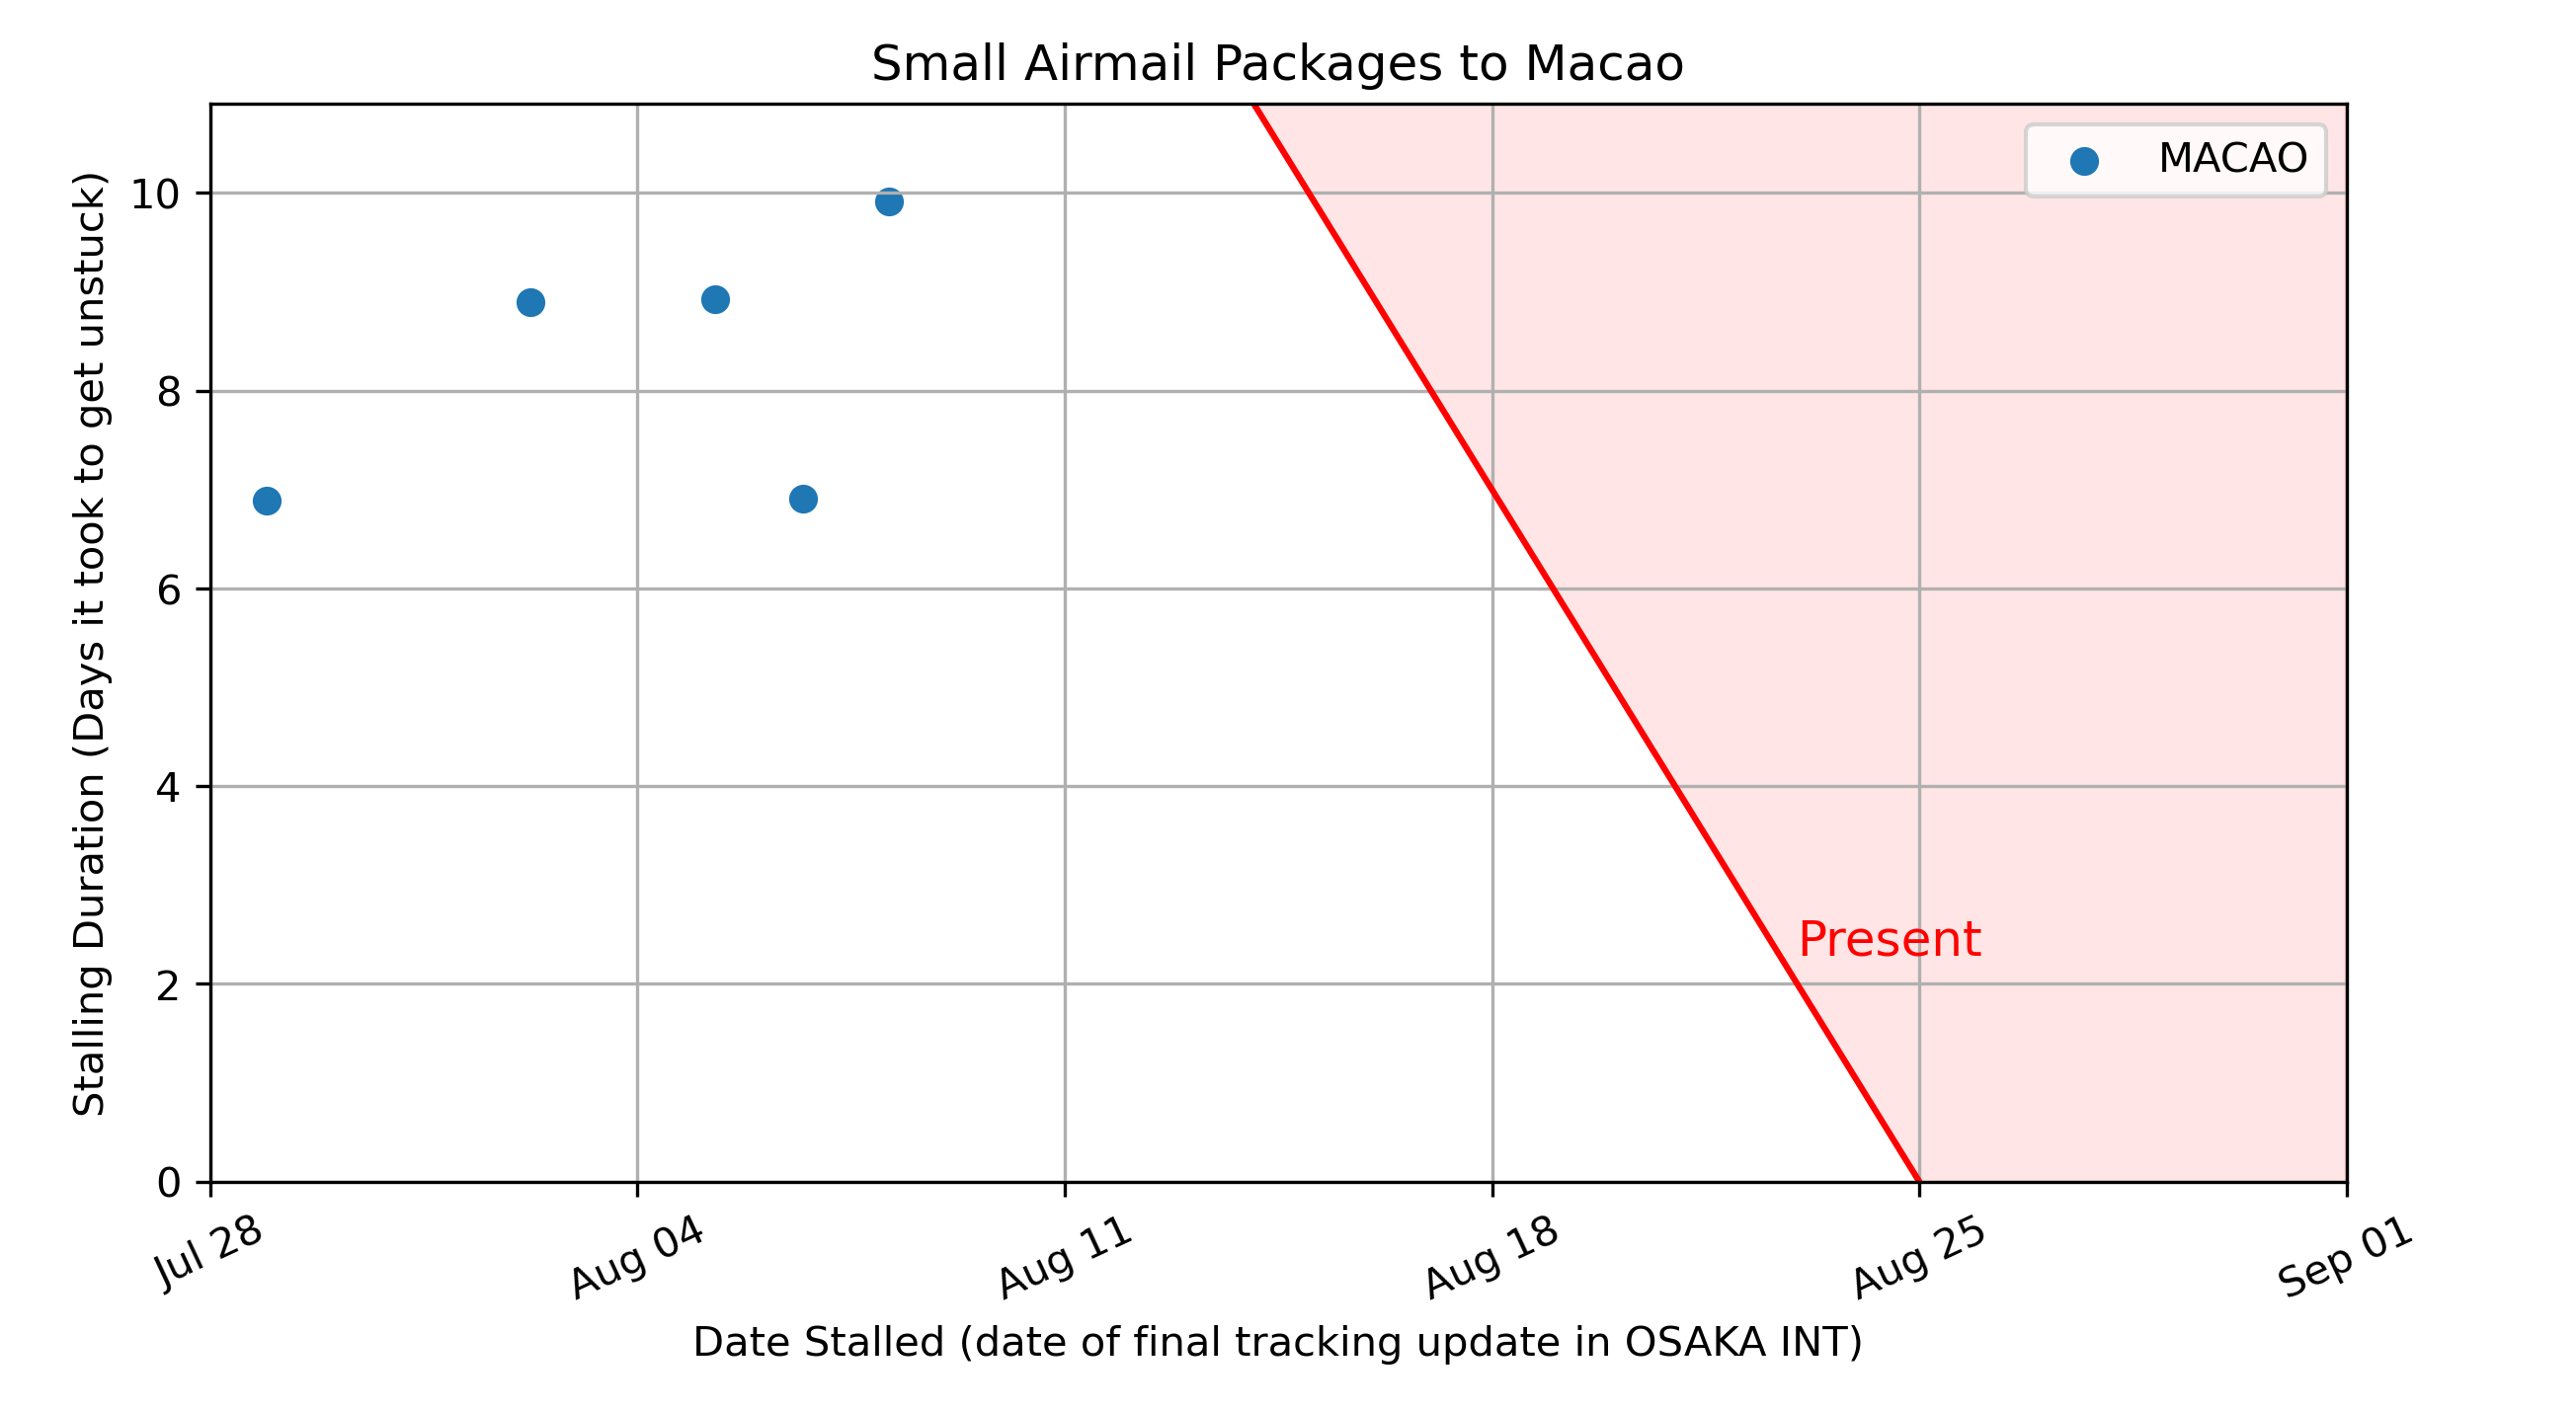 Small Airmail Packages to Macao
MACAO
Stalling Duration (Days it took to get unstuck)
10
8
6
4
2
0
Present
Jul 28
Aug 04
Aug 11
Aug 18
Aug 25
Sep 01
Date Stalled (date of final tracking update in OSAKA INT)